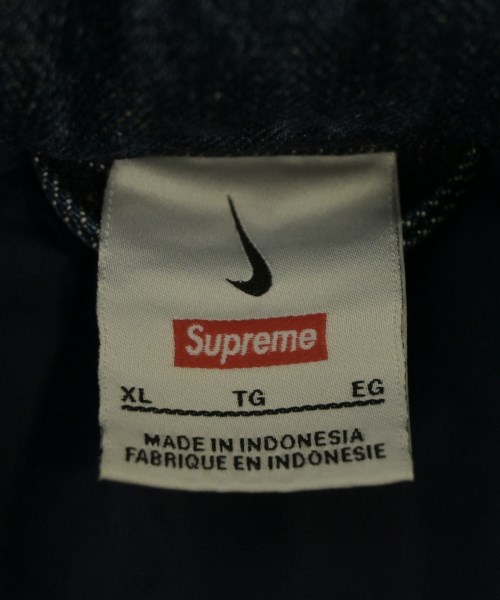 Supreme
XL TG EG
MADE IN INDONESIA
FABRIQUE EN INDONESIE